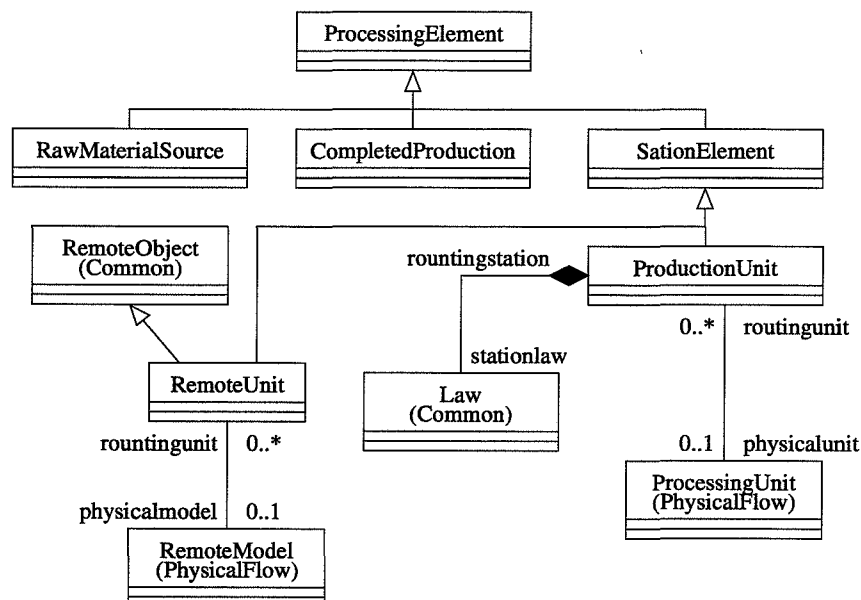 ProcessingElement
RawMaterialSource
CompletedProduction
SationElement
RemoteObject
(Common)
rountingstation
ProductionUnit
0..* routingunit
stationlaw
RemoteUnit
Law
(Common)
rountingunit 0..*
0..1 physicalunit
ProcessingUnit
(PhysicalFlow)
physicalmodel 0..1
RemoteModel
(PhysicalFlow)